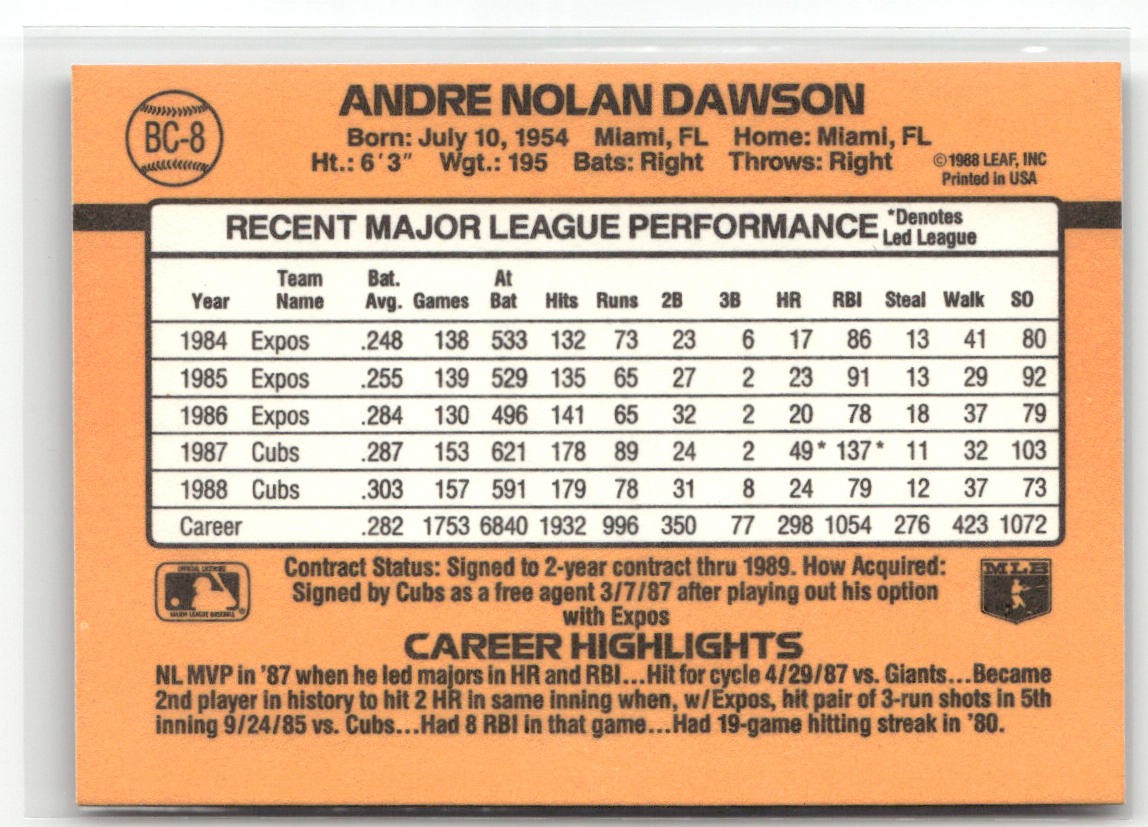 BC-8
ANDRE NOLAN DAWSON
Born: July 10, 1954 Miami, FL Home: Miami, FL
Ht.: 6'3" Wgt.: 195 Bats: Right Throws: Right
©1988 LEAF, INC
Printed in USA
RECENT MAJOR LEAGUE PERFORMANCE *Denotes Led League
Year Team Name Bat. Avg. Games At Bat Hits Runs 2B 3B HR RBI Steal Walk SO
1984 Expos .248 138 533 132 73 23 6 17 86 13 41 80
1985 Expos .255 139 529 135 65 27 2 23 91 13 29 92
1986 Expos .284 130 496 141 65 32 2 20 78 18 37 79
1987 Cubs .287 153 621 178 89 24 2 49* 137* 11 32 103
1988 Cubs .303 157 591 179 78 31 8 24 79 12 37 73
Career .282 1753 6840 1932 996 350 77 298 1054 276 423 1072
Contract Status: Signed to 2-year contract thru 1989. How Acquired:
Signed by Cubs as a free agent 3/7/87 after playing out his option
with Expos
OFFICIAL LICENSEE
MAJOR LEAGUE BASEBALL
MLB
CAREER HIGHLIGHTS
NL MVP in '87 when he led majors in HR and RBI...Hit for cycle 4/29/87 vs. Giants...Became
2nd player in history to hit 2 HR in same inning when, w/Expos, hit pair of 3-run shots in 5th
inning 9/24/85 vs. Cubs...Had 8 RBI in that game...Had 19-game hitting streak in '80.